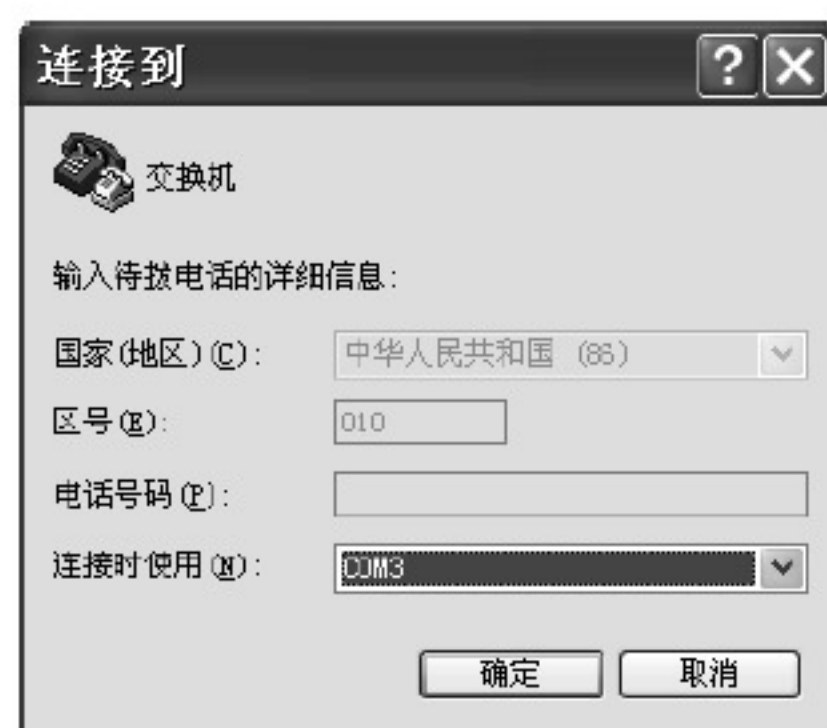 连接到
交换机
输入待拨电话的详细信息:
国家(地区)(C): 中华人民共和国 (86)
区号(E): 010
电话号码(P):
连接时使用(N): COM3
确定 取消